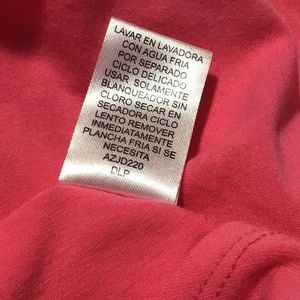 LAVAR EN LAVADORA
CON AGUA FRIA
POR SEPARADO
CICLO DELICADO
USAR SOLAMENTE
BLANQUEADOR SIN
CLORO SECAR EN
SECADORA CICLO
LENTO REMOVER
INMEDIATAMENTE
PLANCHA FRIA SI SE
NECESITA
AZJD220
DLP